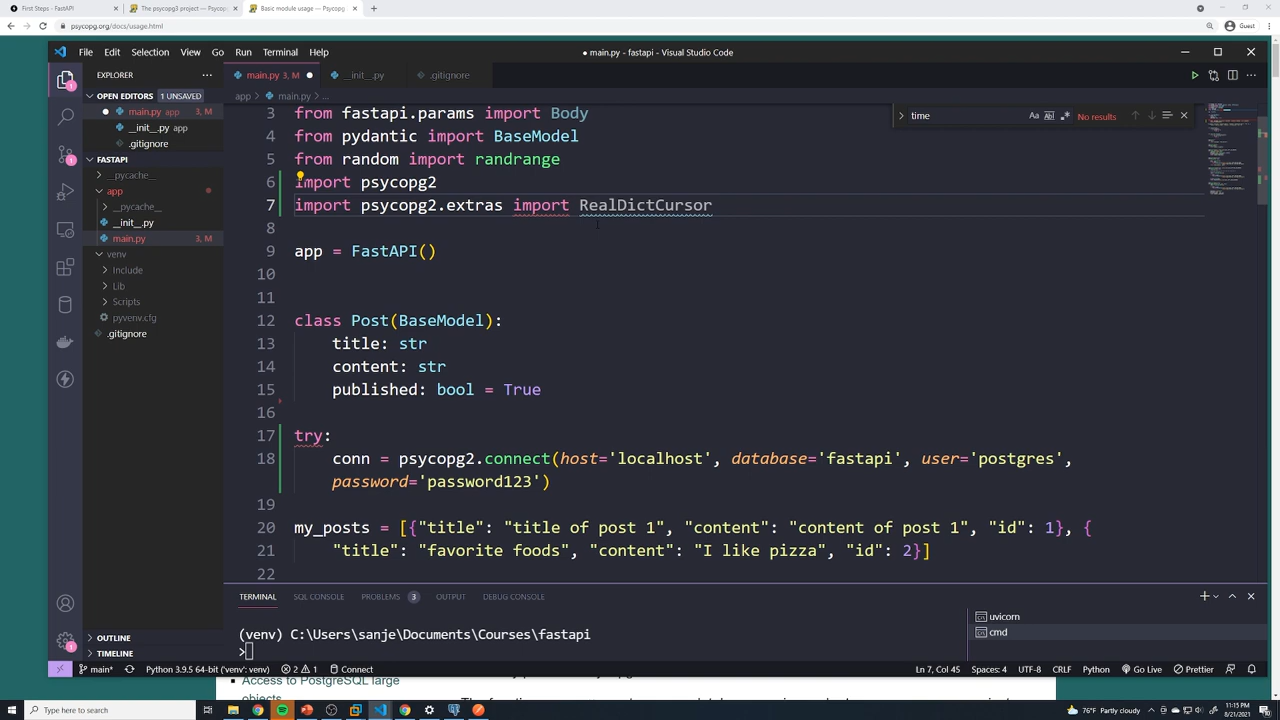 First Steps - FastAPI
The psycopg3 project — Psycop
Basic module usage — Psycopg
psycopg.org/docs/usage.html
Guest
File Edit Selection View Go Run Terminal Help
● main.py - fastapi - Visual Studio Code
EXPLORER
main.py 3, M
__init__.py
.gitignore
OPEN EDITORS 1 UNSAVED
main.py app 3, M
__init__.py app
.gitignore
FASTAPI
__pycache__
app
__pycache__
__init__.py
main.py 3, M
venv
Include
Lib
Scripts
pyvenv.cfg
.gitignore
OUTLINE
TIMELINE
app > main.py > ...
time Aa ab No results
3 from fastapi.params import Body
4 from pydantic import BaseModel
5 from random import randrange
6 import psycopg2
7 import psycopg2.extras import RealDictCursor
8
9 app = FastAPI()
10
11
12 class Post(BaseModel):
13 title: str
14 content: str
15 published: bool = True
16
17 try:
18 conn = psycopg2.connect(host='localhost', database='fastapi', user='postgres',
password='password123')
19
20 my_posts = [{"title": "title of post 1", "content": "content of post 1", "id": 1}, {
21 "title": "favorite foods", "content": "I like pizza", "id": 2}]
22
TERMINAL SQL CONSOLE PROBLEMS 3 OUTPUT DEBUG CONSOLE
(venv) C:\Users\sanje\Documents\Courses\fastapi
>
uvicorn
cmd
main* Python 3.9.5 64-bit ('venv': venv) 2 1 Connect Ln 7, Col 45 Spaces: 4 UTF-8 CRLF Python Go Live Prettier
Access to PostgreSQL large
objects
Type here to search
76°F Partly cloudy
11:15 PM
8/21/2021